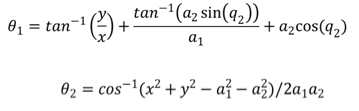 θ₁ = tan⁻¹(y/x) + tan⁻¹(a₂ sin(q₂))/a₁ + a₂cos(q₂)
θ₂ = cos⁻¹(x² + y² − a₁² − a₂²)/2a₁a₂